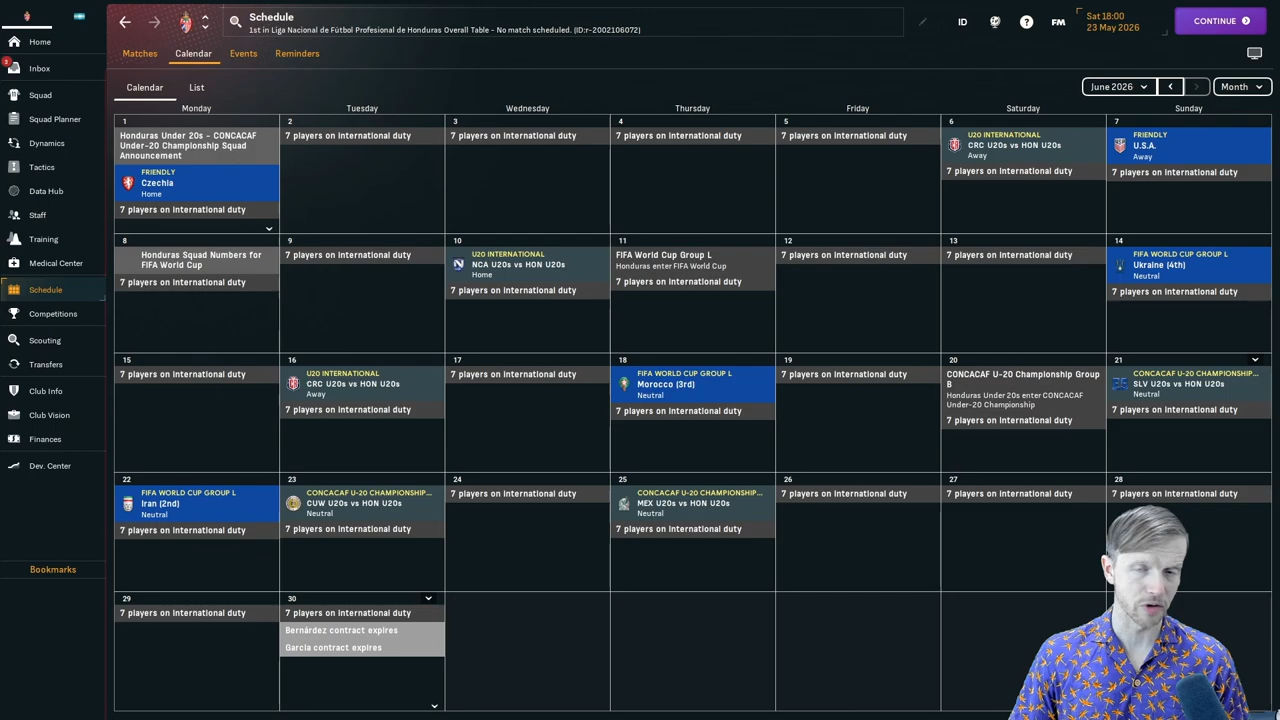 Schedule
1st in Liga Nacional de Fútbol Profesional de Honduras Overall Table - No match scheduled. (ID:r-2002106072)
ID
?
FM
Sat 18:00
23 May 2026
CONTINUE
Home
3
Inbox
Squad
Squad Planner
Dynamics
Tactics
Data Hub
Staff
Training
Medical Center
Schedule
Competitions
Scouting
Transfers
Club Info
Club Vision
Finances
Dev. Center
Bookmarks
Matches
Calendar
Events
Reminders
Calendar
List
June 2026
Month
Monday
Tuesday
Wednesday
Thursday
Friday
Saturday
Sunday
1
Honduras Under 20s - CONCACAF
Under-20 Championship Squad
Announcement
FRIENDLY
Czechia
Home
7 players on international duty
2
7 players on international duty
3
7 players on international duty
4
7 players on international duty
5
7 players on international duty
6
U20 INTERNATIONAL
CRC U20s vs HON U20s
Away
7 players on international duty
7
FRIENDLY
U.S.A.
Away
7 players on international duty
8
Honduras Squad Numbers for
FIFA World Cup
7 players on international duty
9
7 players on international duty
10
U20 INTERNATIONAL
NCA U20s vs HON U20s
Home
7 players on international duty
11
FIFA World Cup Group L
Honduras enter FIFA World Cup
7 players on international duty
12
7 players on international duty
13
7 players on international duty
14
FIFA WORLD CUP GROUP L
Ukraine (4th)
Neutral
7 players on international duty
15
7 players on international duty
16
U20 INTERNATIONAL
CRC U20s vs HON U20s
Away
7 players on international duty
17
7 players on international duty
18
FIFA WORLD CUP GROUP L
Morocco (3rd)
Neutral
7 players on international duty
19
7 players on international duty
20
CONCACAF U-20 Championship Group
B
Honduras Under 20s enter CONCACAF
Under-20 Championship
7 players on international duty
21
CONCACAF U-20 CHAMPIONSHIP...
SLV U20s vs HON U20s
Neutral
7 players on international duty
22
FIFA WORLD CUP GROUP L
Iran (2nd)
Neutral
7 players on international duty
23
CONCACAF U-20 CHAMPIONSHIP...
CUW U20s vs HON U20s
Neutral
7 players on international duty
24
7 players on international duty
25
CONCACAF U-20 CHAMPIONSHIP...
MEX U20s vs HON U20s
Neutral
7 players on international duty
26
7 players on international duty
27
7 players on international duty
28
7 players on international duty
29
7 players on international duty
30
7 players on international duty
Bernárdez contract expires
García contract expires